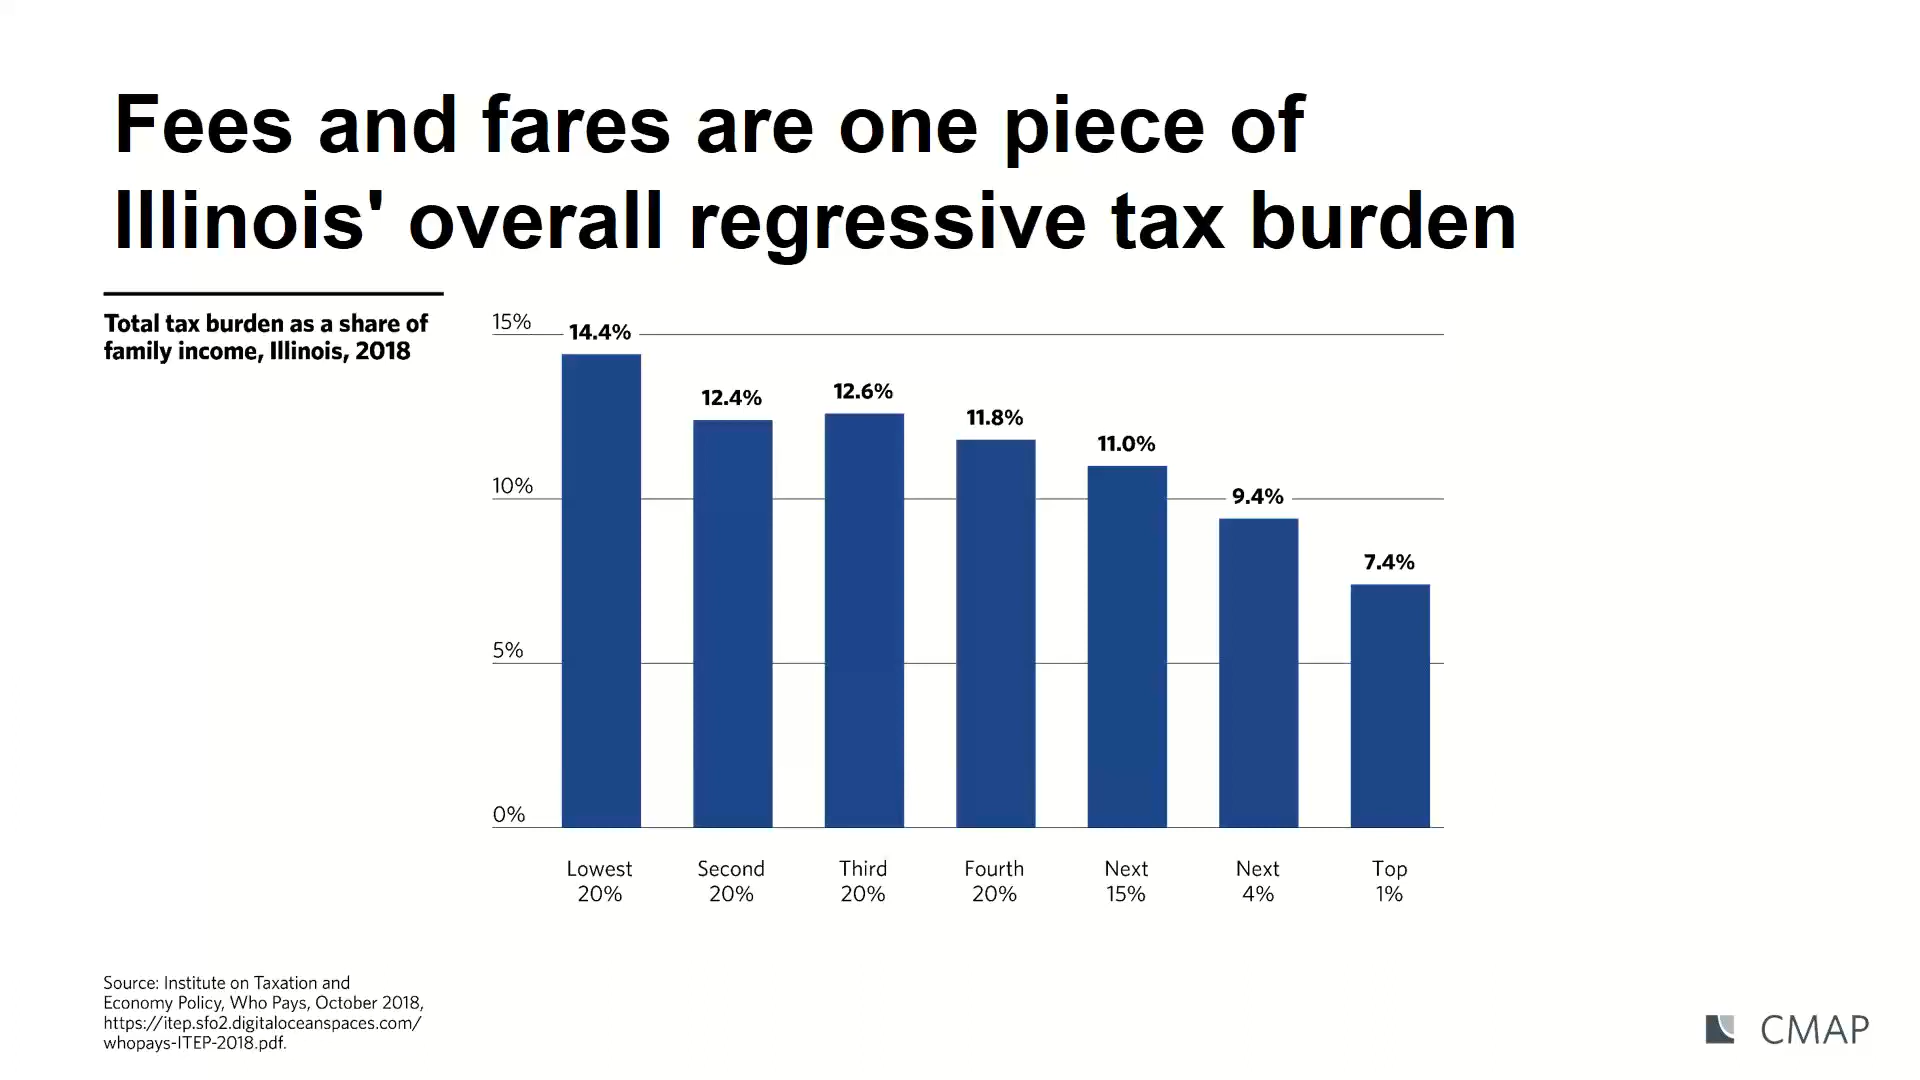 Fees and fares are one piece of
Illinois' overall regressive tax burden
Total tax burden as a share of
family income, Illinois, 2018
15%
10%
5%
0%
14.4%
12.4%
12.6%
11.8%
11.0%
9.4%
7.4%
Lowest
20%
Second
20%
Third
20%
Fourth
20%
Next
15%
Next
4%
Top
1%
Source: Institute on Taxation and
Economy Policy, Who Pays, October 2018,
https://itep.sfo2.digitaloceanspaces.com/
whopays-ITEP-2018.pdf.
CMAP